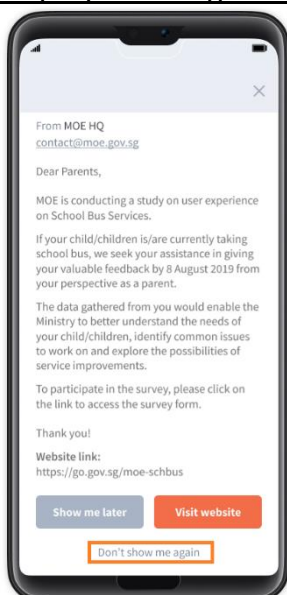 From MOE HQ
contact@moe.gov.sg
Dear Parents,
MOE is conducting a study on user experience
on School Bus Services.
If your child/children is/are currently taking
school bus, we seek your assistance in giving
your valuable feedback by 8 August 2019 from
your perspective as a parent.
The data gathered from you would enable the
Ministry to better understand the needs of
your child/children, identify common issues
to work on and explore the possibilities of
service improvements.
To participate in the survey, please click on
the link to access the survey form.
Thank you!
Website link:
https://go.gov.sg/moe-schbus
Show me later
Visit website
Don't show me again